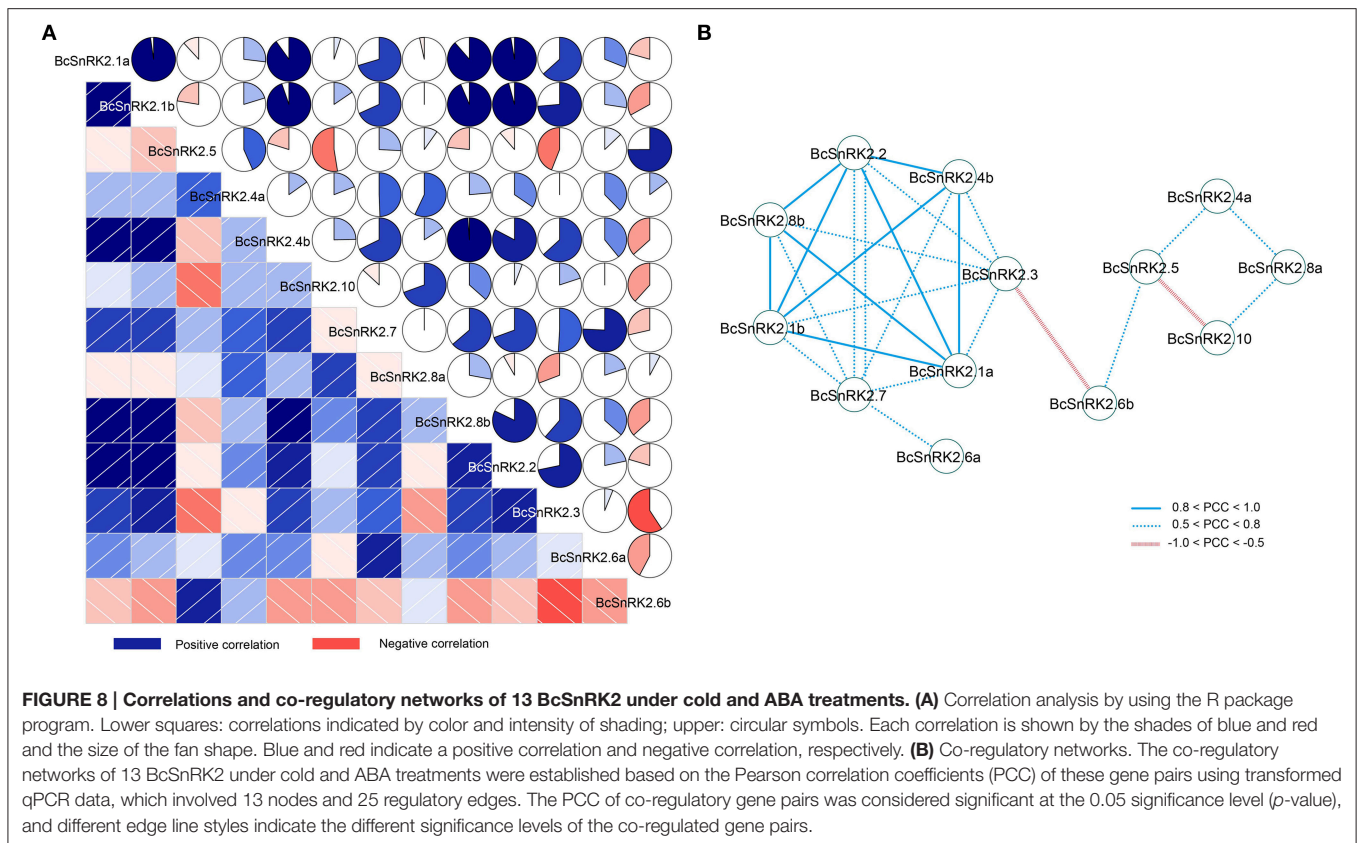 A
B
BcSnRK2.1a
BcSnRK2.1b
BcSnRK2.5
BcSnRK2.4a
BcSnRK2.4b
BcSnRK2.10
BcSnRK2.7
BcSnRK2.8a
BcSnRK2.8b
BcSnRK2.2
BcSnRK2.3
BcSnRK2.6a
BcSnRK2.6b
Positive correlation
Negative correlation
BcSnRK2.2
BcSnRK2.4b
BcSnRK2.4a
BcSnRK2.8b
BcSnRK2.3
BcSnRK2.5
BcSnRK2.8a
BcSnRK2.1b
BcSnRK2.10
BcSnRK2.1a
BcSnRK2.7
BcSnRK2.6b
BcSnRK2.6a
0.8 < PCC < 1.0
0.5 < PCC < 0.8
-1.0 < PCC < -0.5
FIGURE 8 | Correlations and co-regulatory networks of 13 BcSnRK2 under cold and ABA treatments. (A) Correlation analysis by using the R package
program. Lower squares: correlations indicated by color and intensity of shading; upper: circular symbols. Each correlation is shown by the shades of blue and red
and the size of the fan shape. Blue and red indicate a positive correlation and negative correlation, respectively. (B) Co-regulatory networks. The co-regulatory
networks of 13 BcSnRK2 under cold and ABA treatments were established based on the Pearson correlation coefficients (PCC) of these gene pairs using transformed
qPCR data, which involved 13 nodes and 25 regulatory edges. The PCC of co-regulatory gene pairs was considered significant at the 0.05 significance level (p-value),
and different edge line styles indicate the different significance levels of the co-regulated gene pairs.